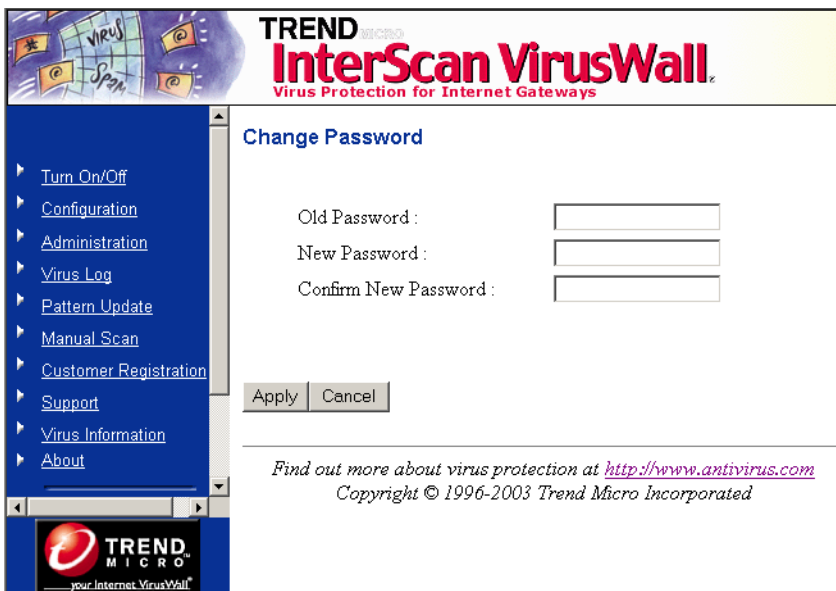 VIRUS
SPAM
TREND MICRO
InterScan VirusWall®
Virus Protection for Internet Gateways
Turn On/Off
Configuration
Administration
Virus Log
Pattern Update
Manual Scan
Customer Registration
Support
Virus Information
About
TREND
MICRO™
your Internet VirusWall®
Change Password
Old Password :
New Password :
Confirm New Password :
Apply Cancel
Find out more about virus protection at http://www.antivirus.com
Copyright © 1996-2003 Trend Micro Incorporated